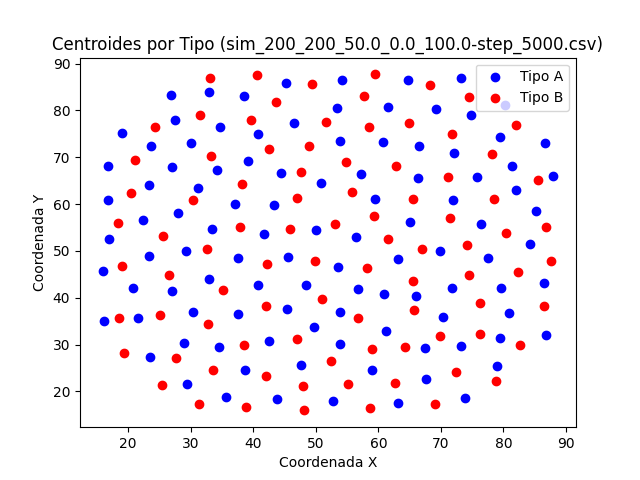 Centroides por Tipo (sim_200_200_50.0_0.0_100.0-step_5000.csv)
Tipo A
Tipo B
90
80
70
60
50
40
30
20
Coordenada Y
20 30 40 50 60 70 80 90
Coordenada X